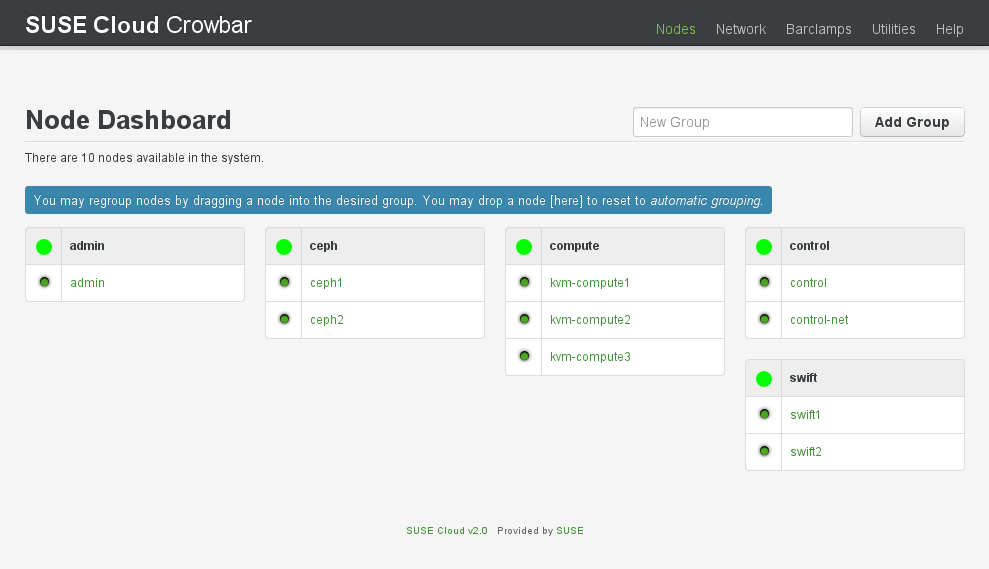 SUSE Cloud Crowbar
Nodes Network Barclamps Utilities Help
Node Dashboard
New Group Add Group
There are 10 nodes available in the system.
You may regroup nodes by dragging a node into the desired group. You may drop a node [here] to reset to automatic grouping.
admin
admin
ceph
ceph1
ceph2
compute
kvm-compute1
kvm-compute2
kvm-compute3
control
control
control-net
swift
swift1
swift2
SUSE Cloud v2.0 Provided by SUSE